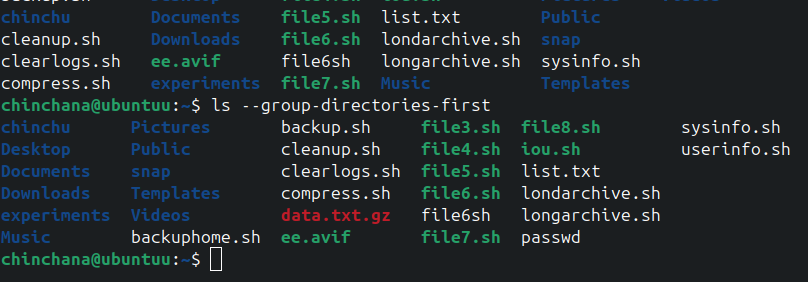 chinchu Documents file5.sh list.txt Public
cleanup.sh Downloads file6.sh londarchive.sh snap
clearlogs.sh ee.avif file6sh longarchive.sh sysinfo.sh
compress.sh experiments file7.sh Music Templates
chinchana@ubuntuu:~$ ls --group-directories-first
chinchu Pictures backup.sh file3.sh file8.sh sysinfo.sh
Desktop Public cleanup.sh file4.sh iou.sh userinfo.sh
Documents snap clearlogs.sh file5.sh list.txt
Downloads Templates compress.sh file6.sh londarchive.sh
experiments Videos data.txt.gz file6sh longarchive.sh
Music backuphome.sh ee.avif file7.sh passwd
chinchana@ubuntuu:~$